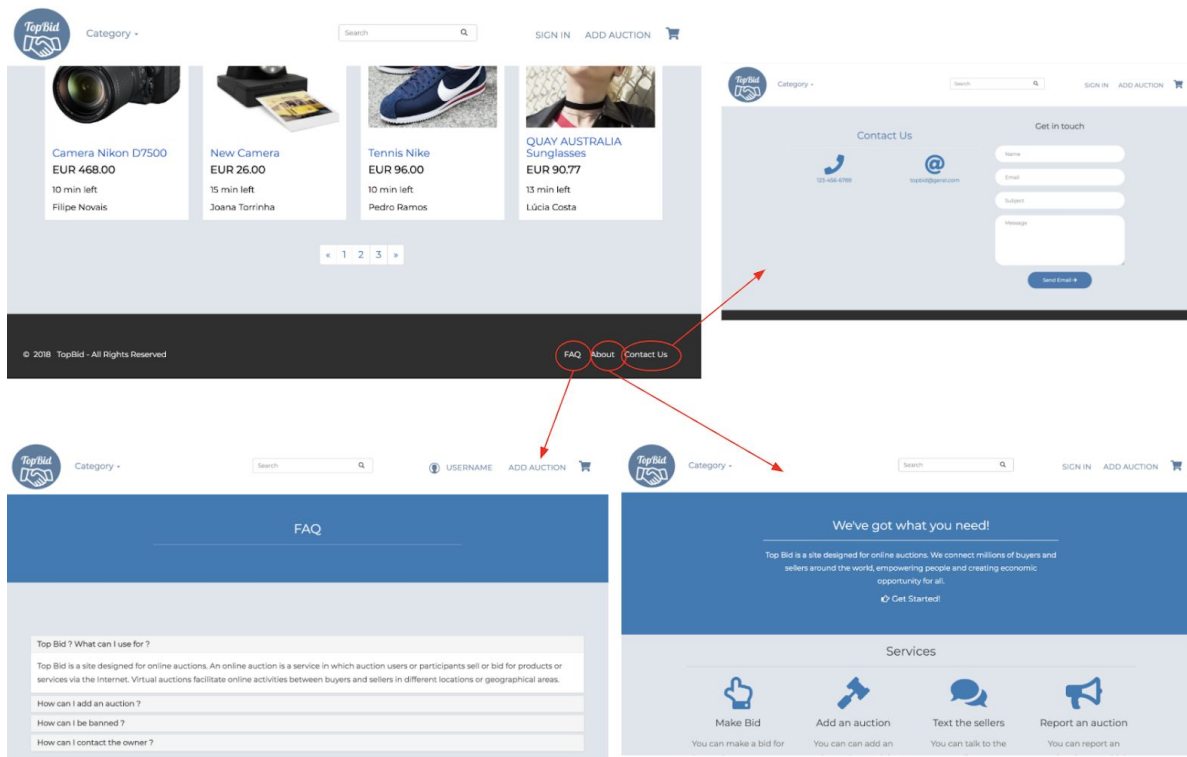 TopBid
Category
Search
SIGN IN ADD AUCTION
Camera Nikon D7500
EUR 468.00
10 min left
Filipe Novais
New Camera
EUR 26.00
15 min left
Joana Torrinha
Tennis Nike
EUR 96.00
10 min left
Pedro Ramos
QUAY AUSTRALIA
Sunglasses
EUR 90.77
13 min left
Lúcia Costa
« 1 2 3 »
© 2018 TopBid - All Rights Reserved
FAQ About Contact Us
TopBid
Category
Search
SIGN IN ADD AUCTION
Contact Us
123-456-6789
Get in touch
Name
Email
Subject
Message
Send Email
TopBid
Category
Search
USERNAME ADD AUCTION
FAQ
Top Bid ? What can I use for ?
Top Bid is a site designed for online auctions. An online auction is a service in which auction users or participants sell or bid for products or
services via the Internet. Virtual auctions facilitate online activities between buyers and sellers in different locations or geographical areas.
How can I add an auction ?
How can I be banned ?
How can I contact the owner ?
TopBid
Category
Search
SIGN IN ADD AUCTION
We've got what you need!
Top Bid is a site designed for online auctions. We connect millions of buyers and
sellers around the world, empowering people and creating economic
opportunity for all.
Get Started!
Services
Make Bid
You can make a bid for
Add an auction
You can can add an
Text the sellers
You can talk to the
Report an auction
You can report an